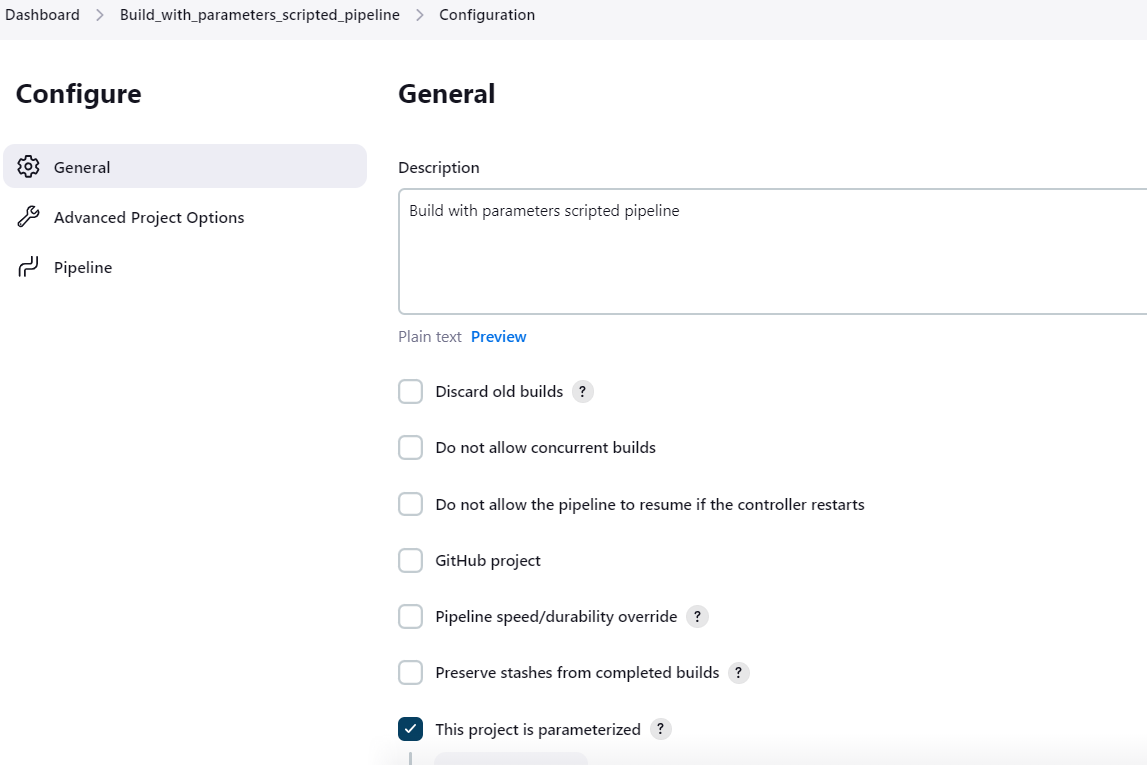 Dashboard > Build_with_parameters_scripted_pipeline > Configuration
Configure
General
Advanced Project Options
Pipeline
General
Description
Build with parameters scripted pipeline
Plain text Preview
Discard old builds ?
Do not allow concurrent builds
Do not allow the pipeline to resume if the controller restarts
GitHub project
Pipeline speed/durability override ?
Preserve stashes from completed builds ?
This project is parameterized ?